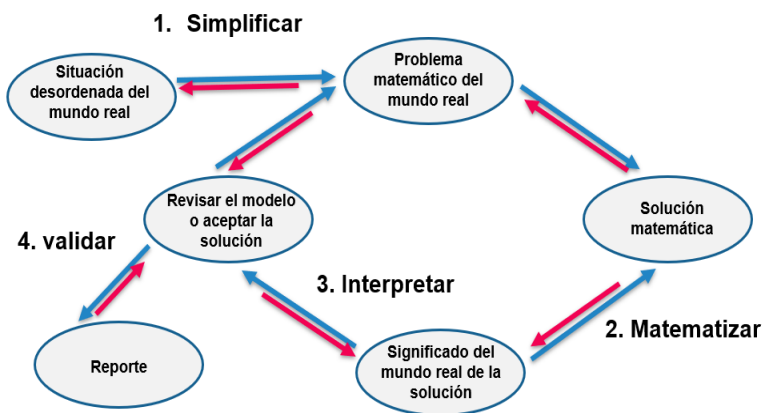 1. Simplificar
Situación
desordenada del
mundo real
Problema
matemático del
mundo real
Revisar el modelo
o aceptar la
solución
Solución
matemática
4. validar
3. Interpretar
2. Matematizar
Reporte
Significado del
mundo real de la
solución